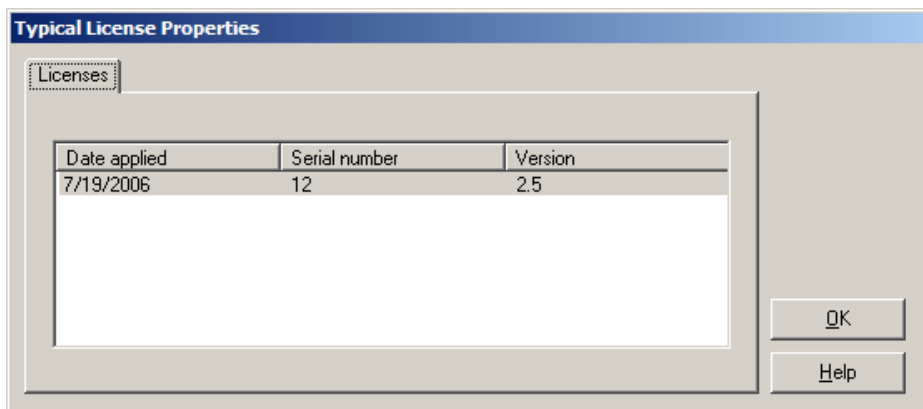 Typical License Properties
Licenses
Date applied Serial number Version
7/19/2006 12 2.5
OK
Help